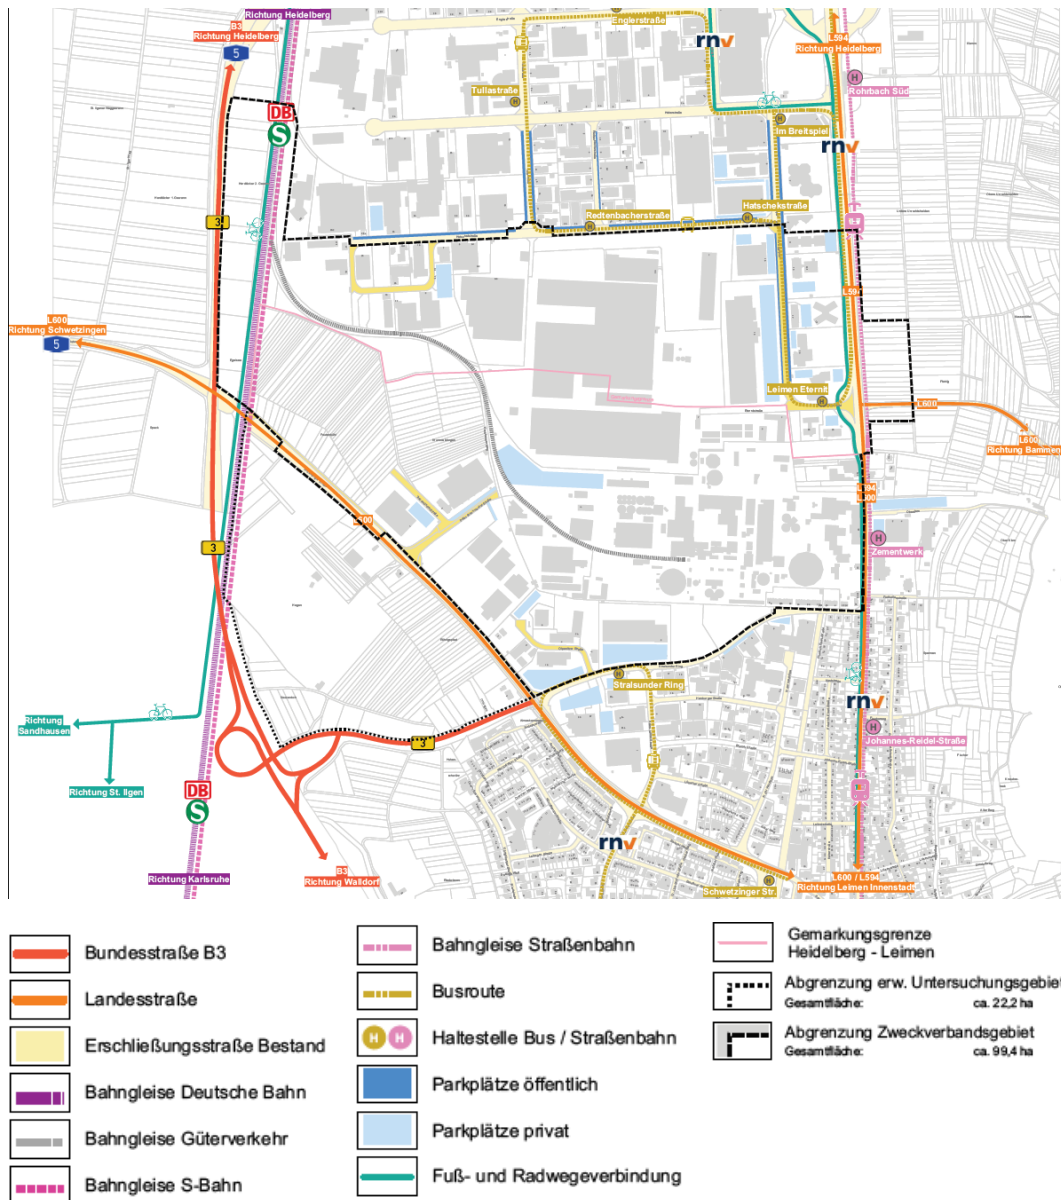 Richtung Heidelberg
B3
Richtung Heidelberg
5
Englerstraße
rnv
L594
Richtung Heidelberg
DB
S
Tullastraße
H
H
Rohrbach Süd
H
Im Breitspiel
rnv
3
Redtenbacherstraße
H
Hatschekstraße
H
L594
L600
Richtung Schwetzingen
5
Leimen Eternit
H
L600
L600
Richtung Bammen
L600
L594
L600
H
Zementwerk
3
H
Stralsunder Ring
rnv
H
Johannes-Reidel-Straße
Richtung
Sandhausen
3
Richtung St. Ilgen
DB
S
rnv
B3
Richtung Walldorf
Richtung Karlsruhe
H
Schwetzinger Str.
L600 / L594
Richtung Leimen Innenstadt
Bundesstraße B3
Landesstraße
Erschließungsstraße Bestand
Bahngleise Deutsche Bahn
Bahngleise Güterverkehr
Bahngleise S-Bahn
Bahngleise Straßenbahn
Busroute
H H
Haltestelle Bus / Straßenbahn
Parkplätze öffentlich
Parkplätze privat
Fuß- und Radwegeverbindung
Gemarkungsgrenze
Heidelberg - Leimen
Abgrenzung erw. Untersuchungsgebiet
Gesamtfläche: ca. 22,2 ha
Abgrenzung Zweckverbandsgebiet
Gesamtfläche: ca. 99,4 ha